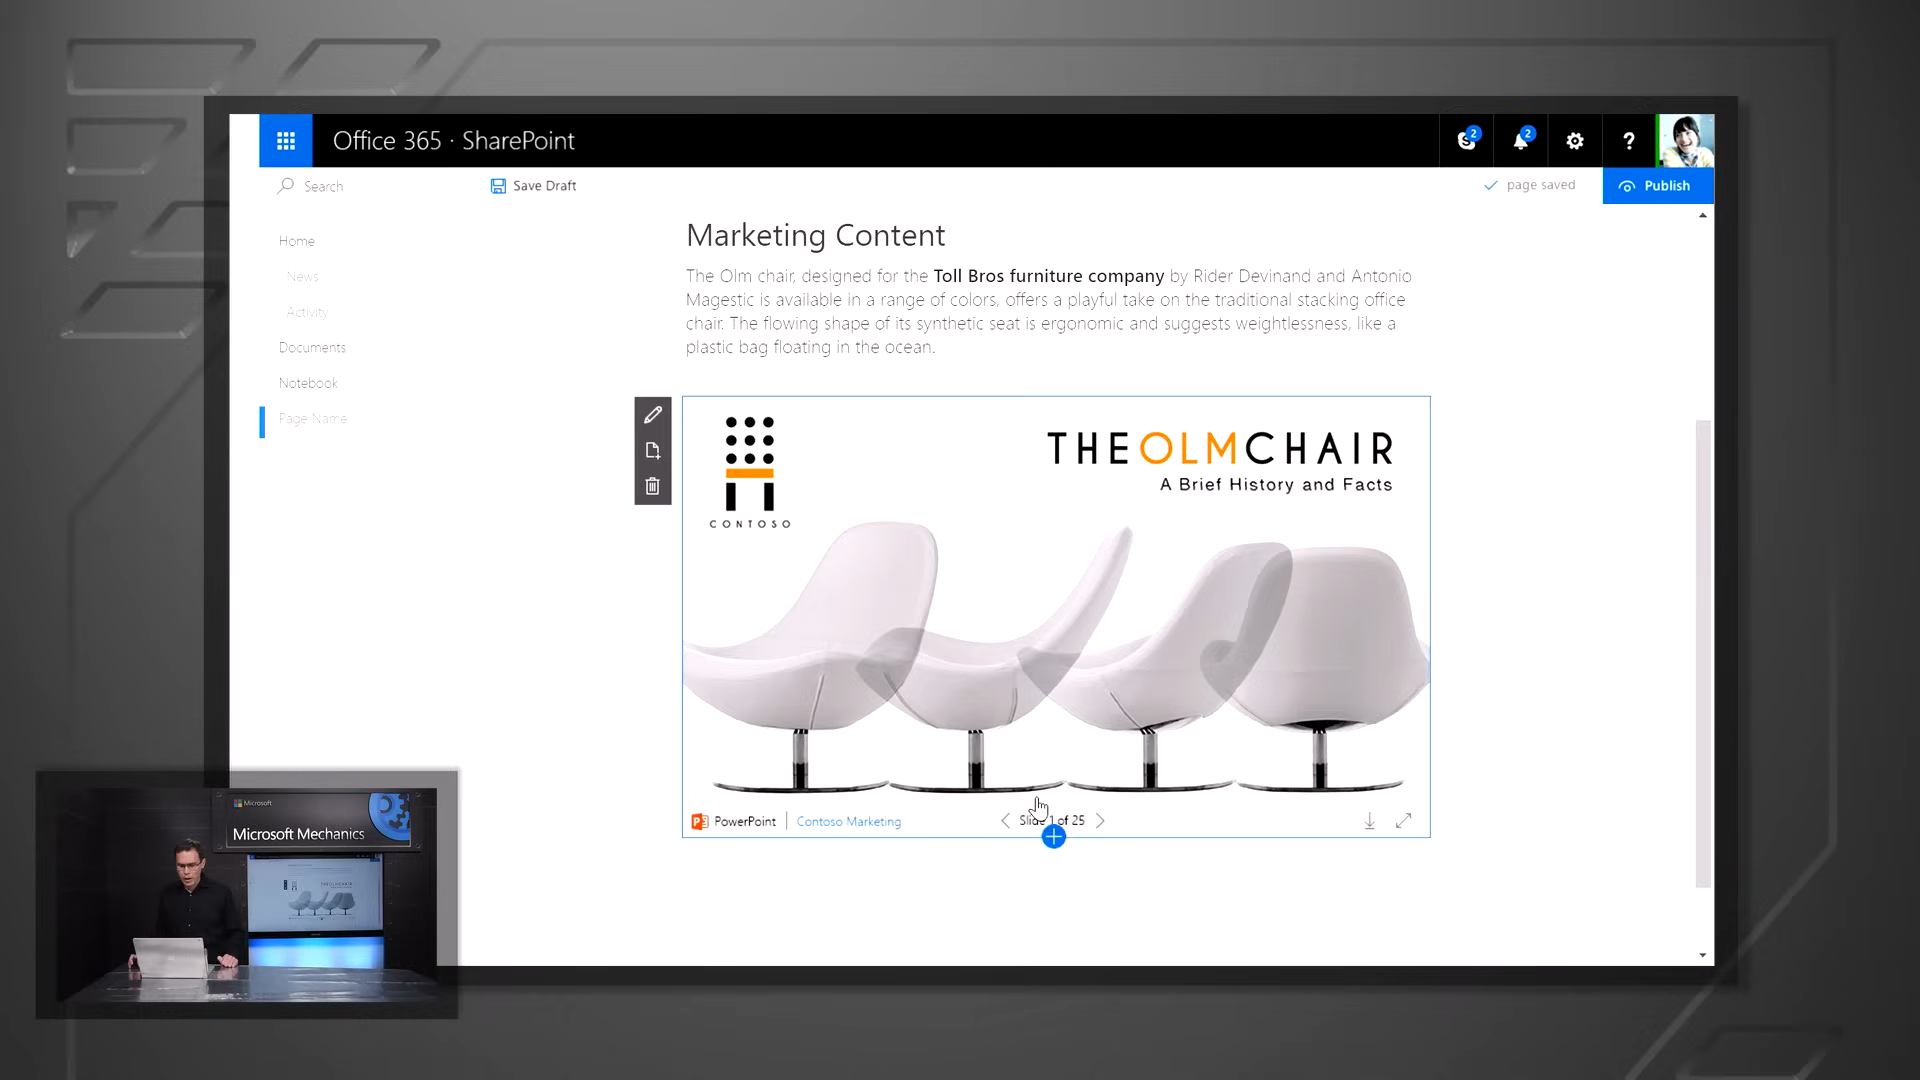 Office 365 · SharePoint
2
2
?
Search
Save Draft
page saved
Publish
Home
News
Activity
Documents
Notebook
Page Name
Marketing Content
The Olm chair, designed for the Toll Bros furniture company by Rider Devinand and Antonio
Magestic is available in a range of colors, offers a playful take on the traditional stacking office
chair. The flowing shape of its synthetic seat is ergonomic and suggests weightlessness, like a
plastic bag floating in the ocean.
CONTOSO
THEOLMCHAIR
A Brief History and Facts
PowerPoint
Contoso Marketing
Slide 1 of 25
Microsoft
Microsoft Mechanics